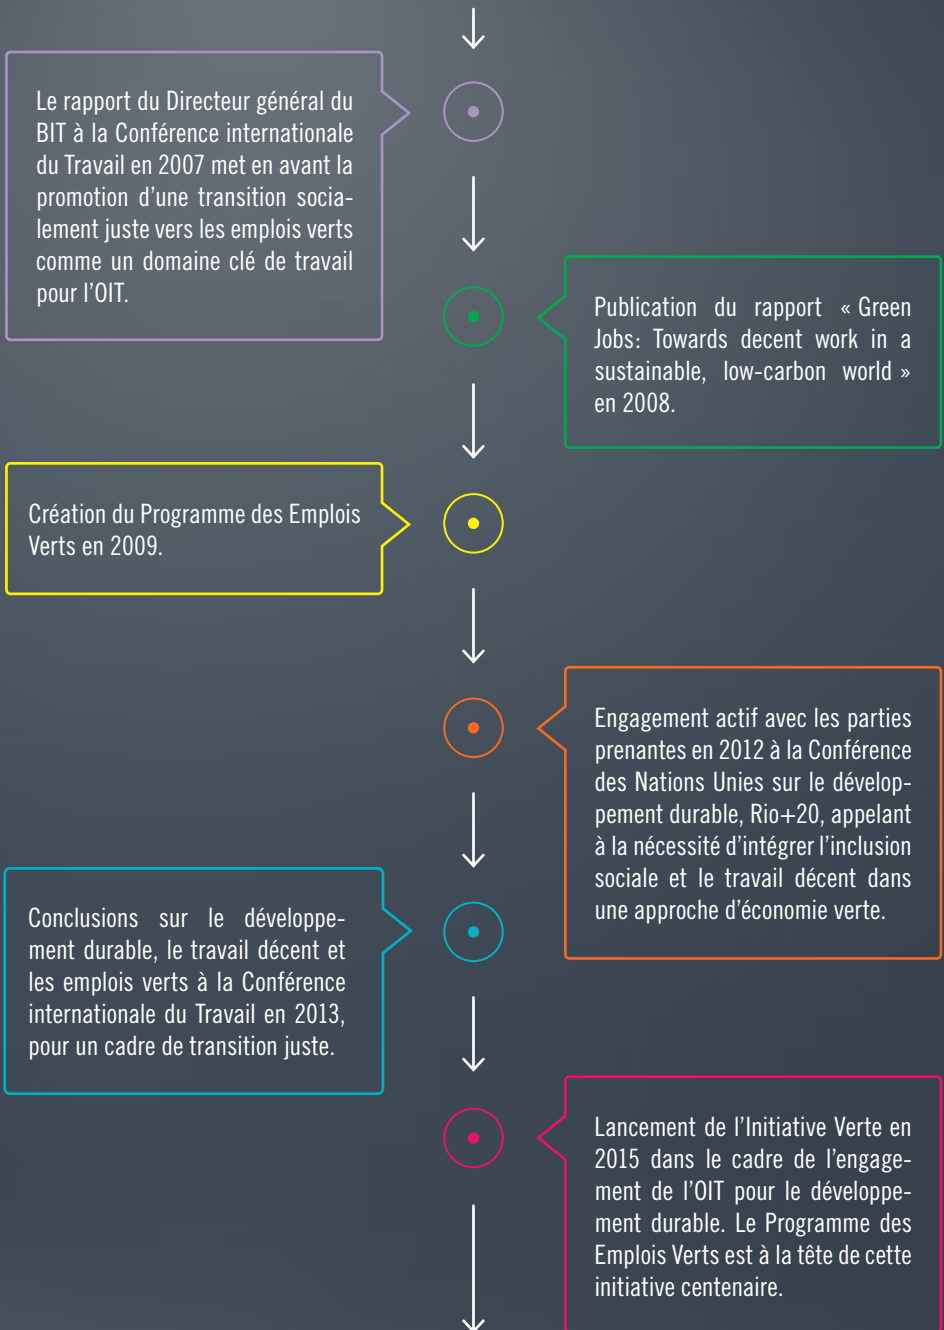 Le rapport du Directeur général du
BIT à la Conférence internationale
du Travail en 2007 met en avant la
promotion d’une transition socia-
lement juste vers les emplois verts
comme un domaine clé de travail
pour l’OIT.
Publication du rapport « Green
Jobs: Towards decent work in a
sustainable, low-carbon world »
en 2008.
Création du Programme des Emplois
Verts en 2009.
Engagement actif avec les parties
prenantes en 2012 à la Conférence
des Nations Unies sur le dévelop-
pement durable, Rio+20, appelant
à la nécessité d’intégrer l’inclusion
sociale et le travail décent dans
une approche d’économie verte.
Conclusions sur le développe-
ment durable, le travail décent et
les emplois verts à la Conférence
internationale du Travail en 2013,
pour un cadre de transition juste.
Lancement de l’Initiative Verte en
2015 dans le cadre de l’engage-
ment de l’OIT pour le développe-
ment durable. Le Programme des
Emplois Verts est à la tête de cette
initiative centenaire.